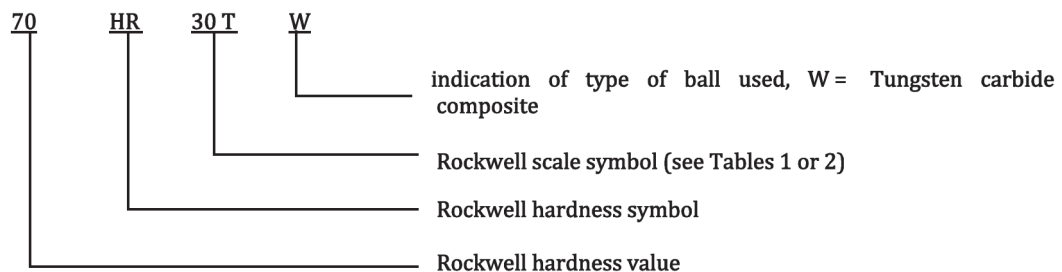 70 HR 30 T W
indication of type of ball used, W = Tungsten carbide
composite
Rockwell scale symbol (see Tables 1 or 2)
Rockwell hardness symbol
Rockwell hardness value